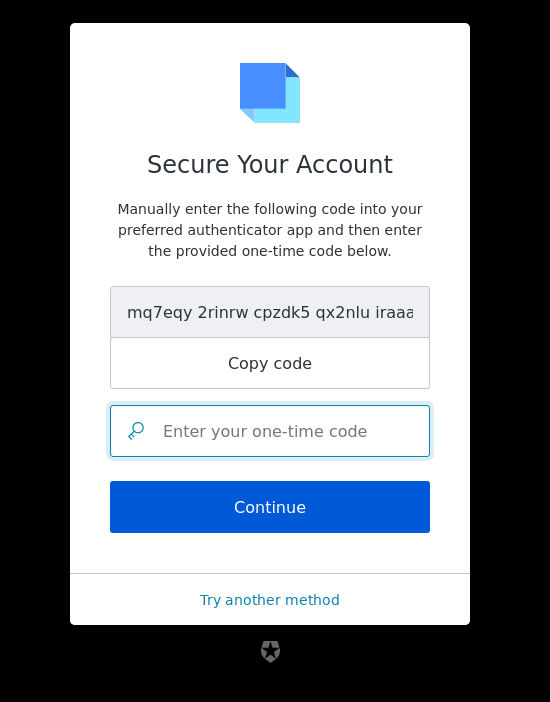 Secure Your Account
Manually enter the following code into your
preferred authenticator app and then enter
the provided one-time code below.
mq7eqy 2rinrw cpzdk5 qx2nlu iraaa
Copy code
Enter your one-time code
Continue
Try another method